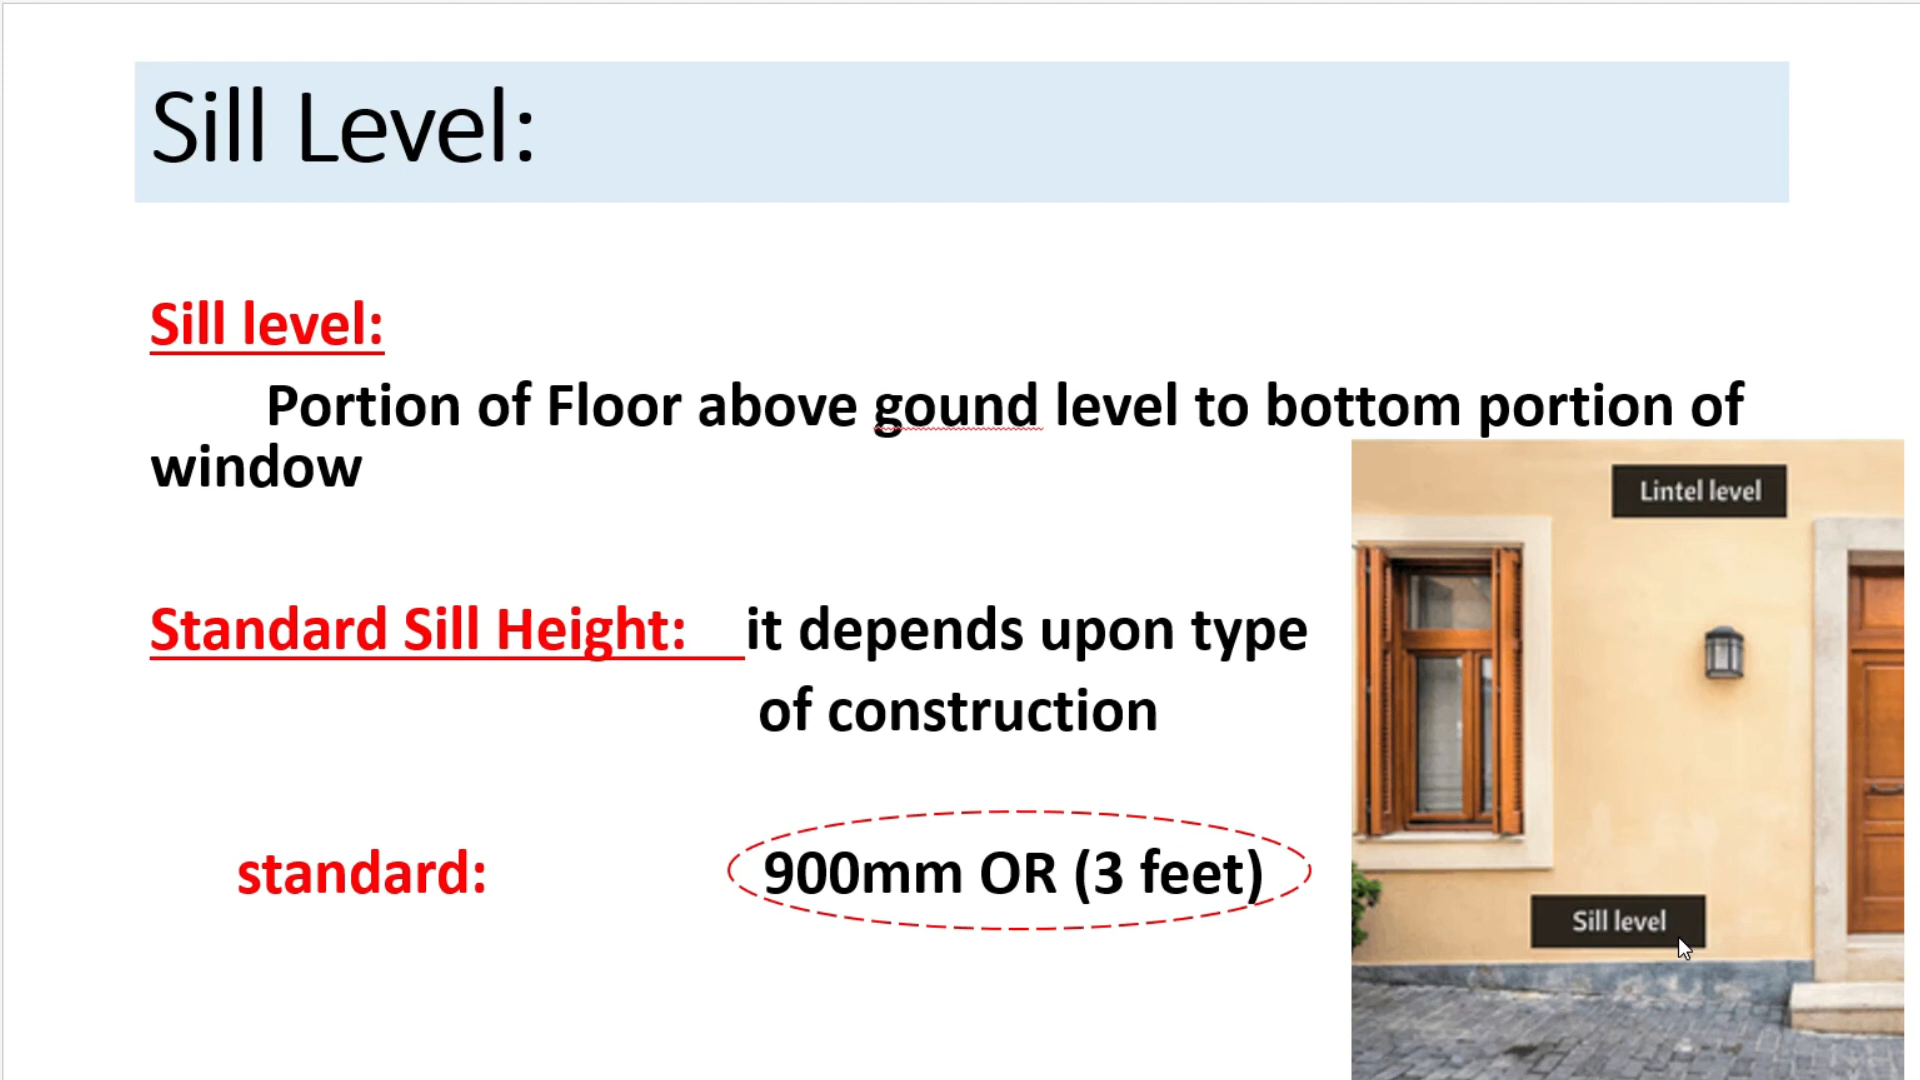 Sill Level:
Sill level:
Portion of Floor above gound level to bottom portion of
window
Lintel level
Standard Sill Height: it depends upon type
of construction
standard: 900mm OR (3 feet)
Sill level